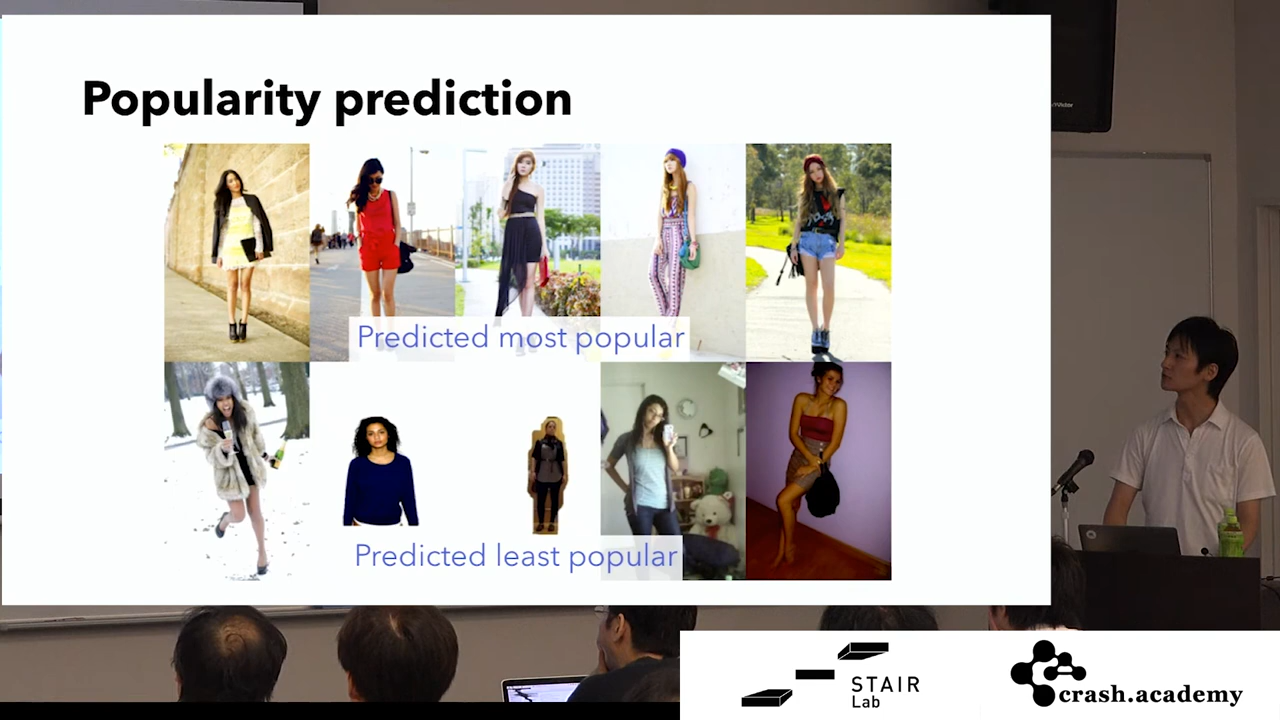 Popularity prediction
Predicted most popular
Predicted least popular
STAIR
Lab
crash.academy